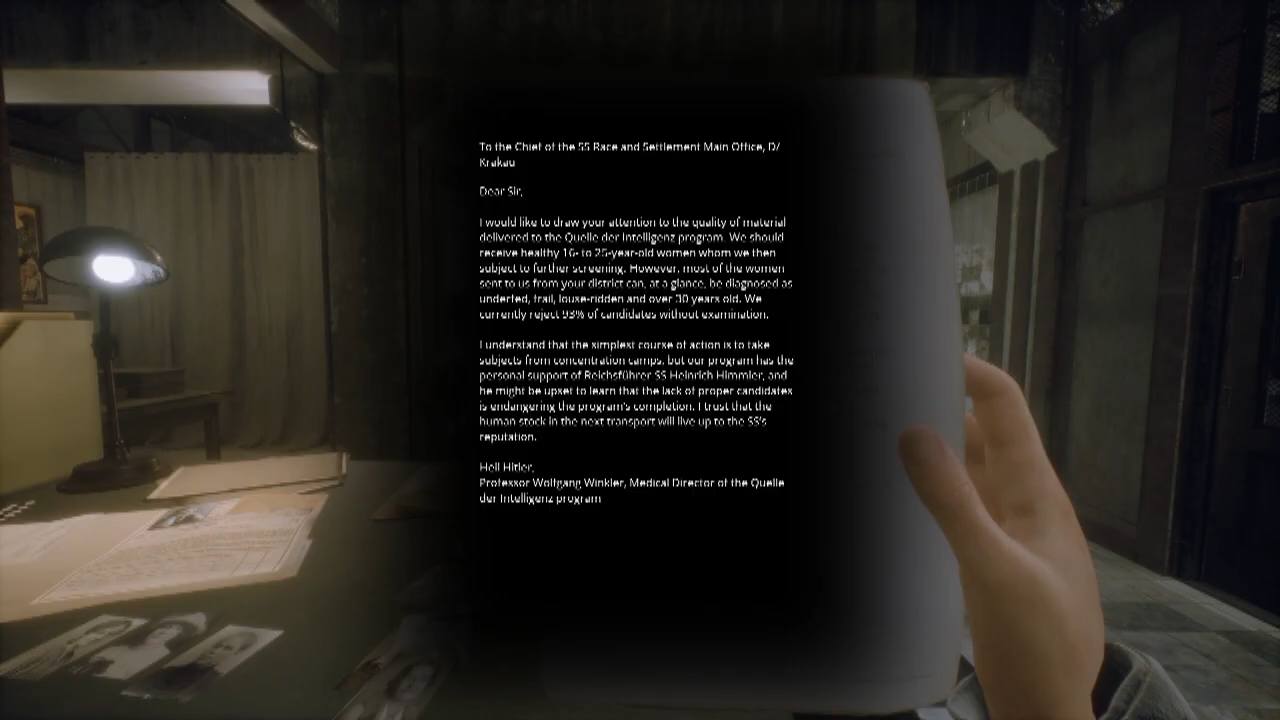 To the Chief of the SS Race and Settlement Main Office, D/
Krakau
Dear Sir,
I would like to draw your attention to the quality of material
delivered to the Quelle der Intelligenz program. We should
receive healthy 16- to 25-year-old women whom we then
subject to further screening. However, most of the women
sent to us from your district can, at a glance, be diagnosed as
underfed, frail, louse-ridden and over 30 years old. We
currently reject 93% of candidates without examination.
I understand that the simplest course of action is to take
subjects from concentration camps, but our program has the
personal support of Reichsführer SS Heinrich Himmler, and
he might be upset to learn that the lack of proper candidates
is endangering the program's completion. I trust that the
human stock in the next transport will live up to the SS's
reputation.
Heil Hitler,
Professor Wolfgang Winkler, Medical Director of the Quelle
der Intelligenz program